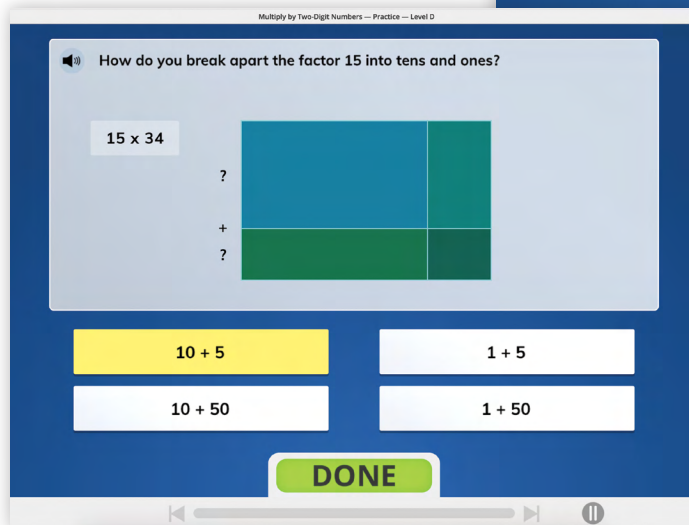 Multiply by Two-Digit Numbers — Practice — Level D
How do you break apart the factor 15 into tens and ones?
15 x 34
?
+
?
10 + 5
1 + 5
10 + 50
1 + 50
DONE